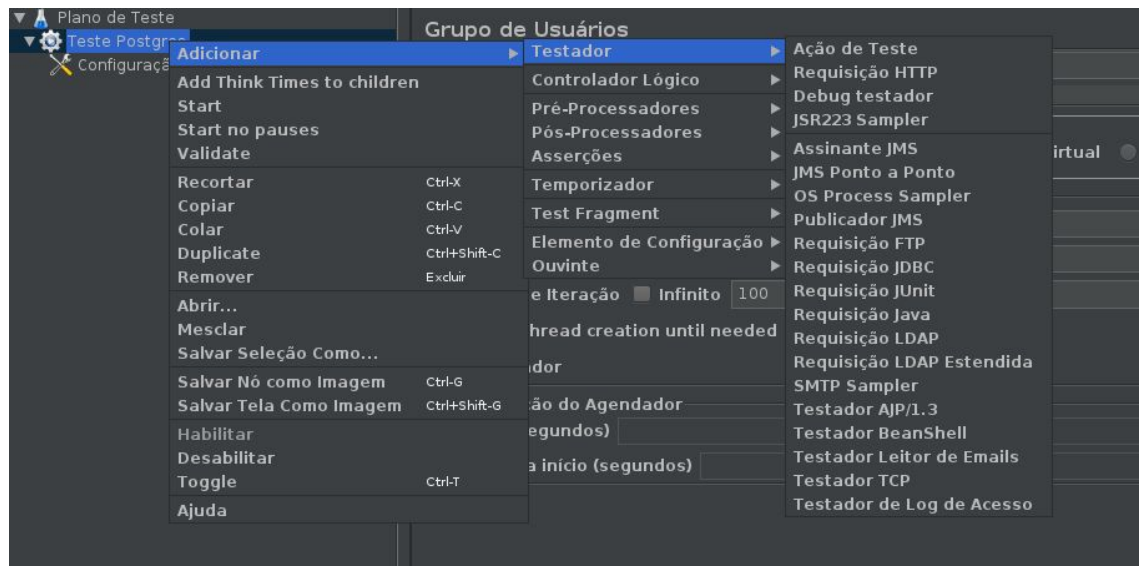 Plano de Teste
Teste Postgre
Configuraçã
Adicionar
Add Think Times to children
Start
Start no pauses
Validate
Recortar Ctrl-X
Copiar Ctrl-C
Colar Ctrl-V
Duplicate Ctrl+Shift-C
Remover Excluir
Abrir...
Mesclar
Salvar Seleção Como...
Salvar Nó como Imagem Ctrl-G
Salvar Tela Como Imagem Ctrl+Shift-G
Habilitar
Desabilitar
Toggle Ctrl-T
Ajuda
Grupo de Usuários
Testador
Controlador Lógico
Pré-Processadores
Pós-Processadores
Asserções
Temporizador
Test Fragment
Elemento de Configuração
Ouvinte
e Iteração Infinito 100
hread creation until needed
dor
ção do Agendador
egundos)
a início (segundos)
Ação de Teste
Requisição HTTP
Debug testador
JSR223 Sampler
Assinante JMS
JMS Ponto a Ponto
OS Process Sampler
Publicador JMS
Requisição FTP
Requisição JDBC
Requisição JUnit
Requisição Java
Requisição LDAP
Requisição LDAP Estendida
SMTP Sampler
Testador AJP/1.3
Testador BeanShell
Testador Leitor de Emails
Testador TCP
Testador de Log de Acesso
irtual